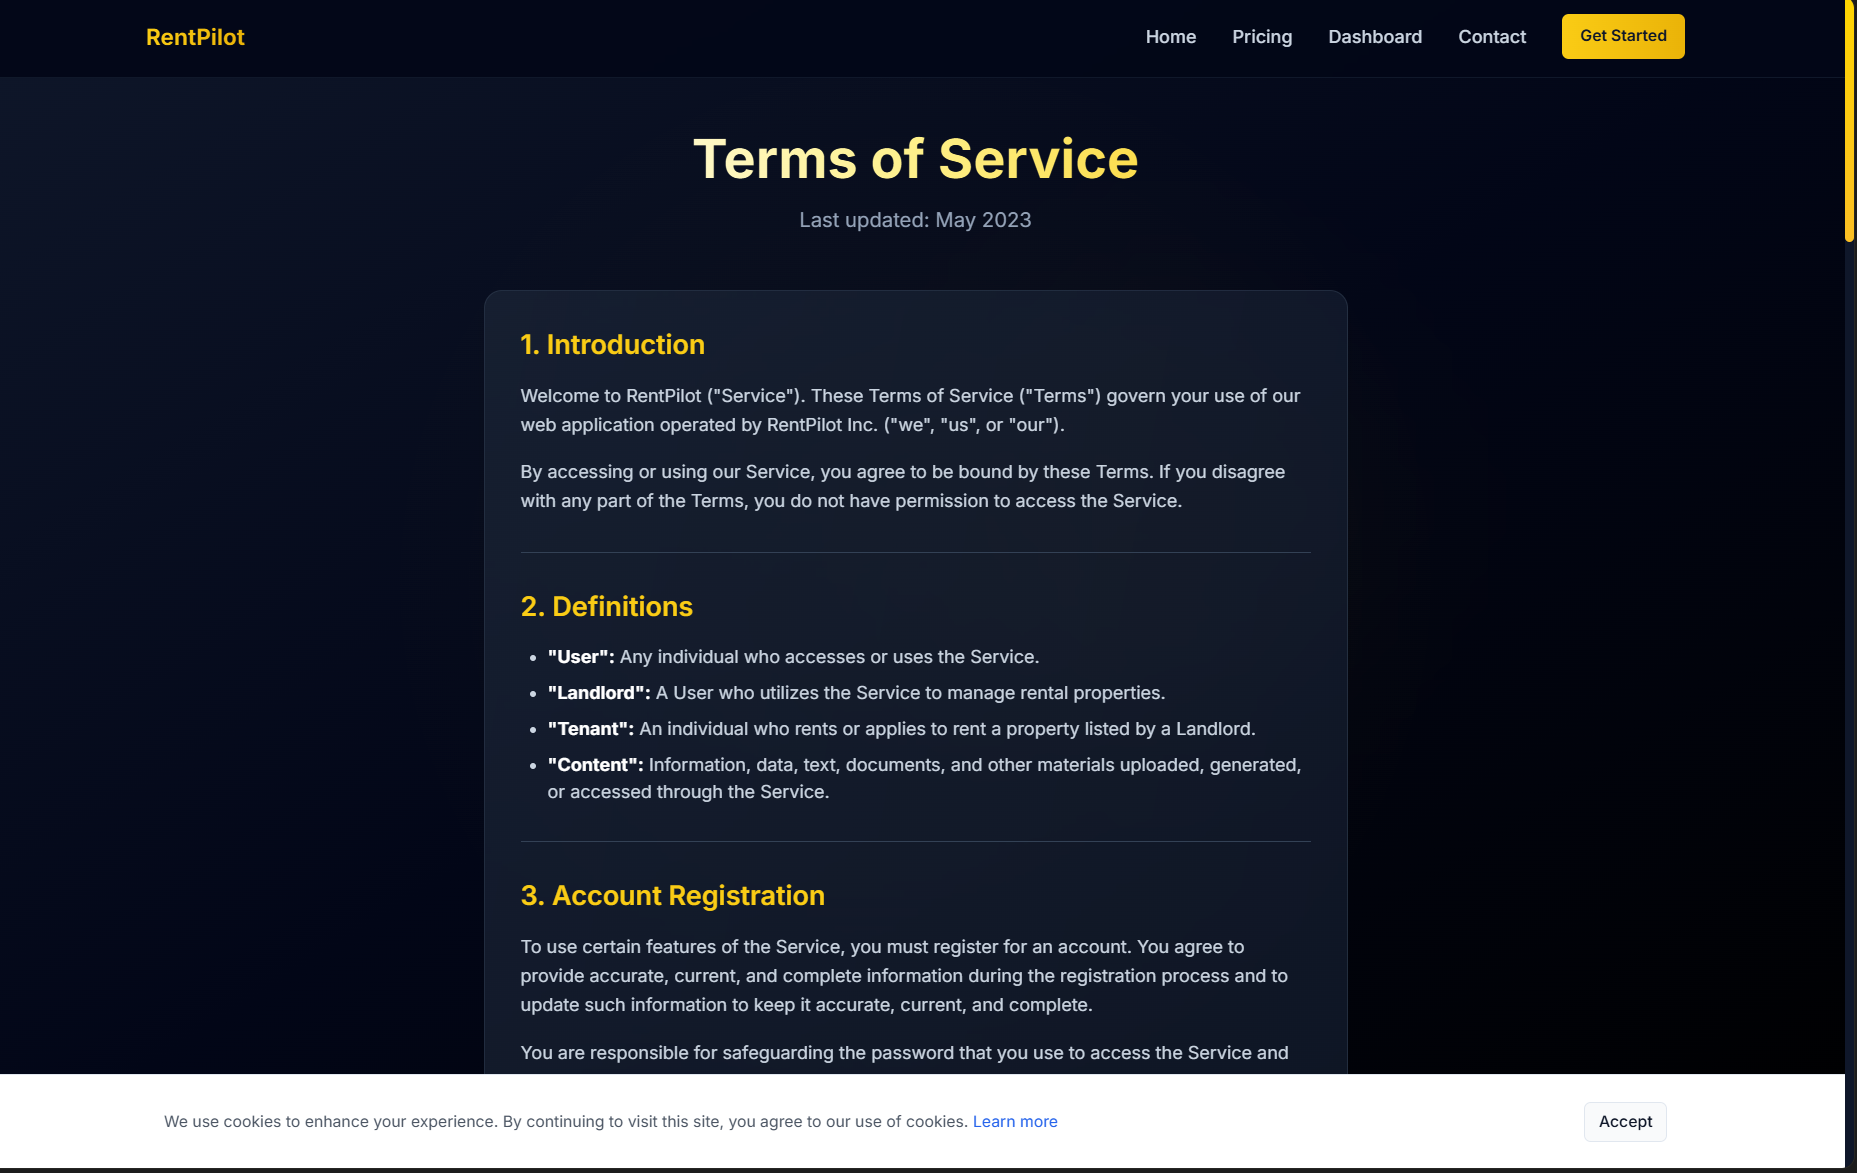 RentPilot
Home
Pricing
Dashboard
Contact
Get Started
Terms of Service
Last updated: May 2023
1. Introduction
Welcome to RentPilot ("Service"). These Terms of Service ("Terms") govern your use of our
web application operated by RentPilot Inc. ("we", "us", or "our").
By accessing or using our Service, you agree to be bound by these Terms. If you disagree
with any part of the Terms, you do not have permission to access the Service.
2. Definitions
• "User": Any individual who accesses or uses the Service.
• "Landlord": A User who utilizes the Service to manage rental properties.
• "Tenant": An individual who rents or applies to rent a property listed by a Landlord.
• "Content": Information, data, text, documents, and other materials uploaded, generated,
or accessed through the Service.
3. Account Registration
To use certain features of the Service, you must register for an account. You agree to
provide accurate, current, and complete information during the registration process and to
update such information to keep it accurate, current, and complete.
You are responsible for safeguarding the password that you use to access the Service and
We use cookies to enhance your experience. By continuing to visit this site, you agree to our use of cookies. Learn more
Accept